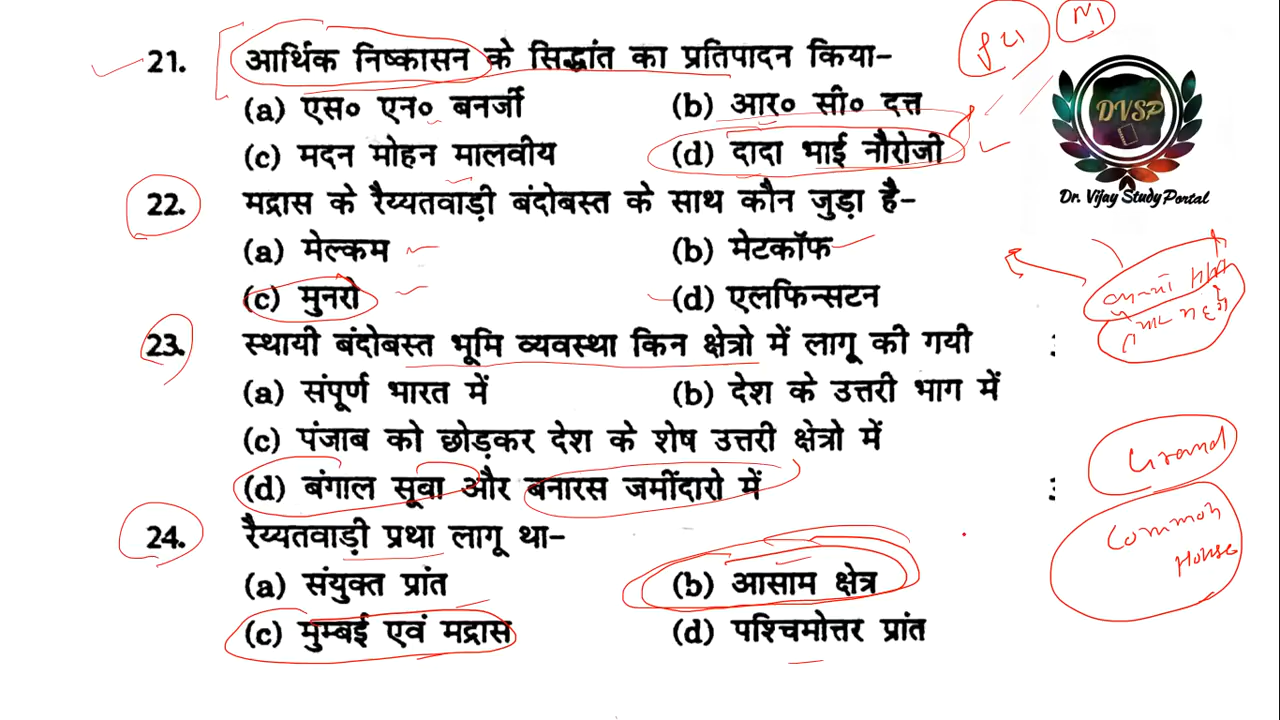 21. आर्थिक निष्कासन के सिद्धांत का प्रतिपादन किया-
(a) एस० एन० बनर्जी (b) आर० सी० दत्त
(c) मदन मोहन मालवीय (d) दादा भाई नौरोजी
DVSP
Dr. Vijay Study Portal
22. मद्रास के रैय्यतवाड़ी बंदोबस्त के साथ कौन जुड़ा है-
(a) मेल्कम (b) मेटकॉफ
(c) मुनरो (d) एलफिन्सटन
23. स्थायी बंदोबस्त भूमि व्यवस्था किन क्षेत्रो में लागू की गयी
(a) संपूर्ण भारत में (b) देश के उत्तरी भाग में
(c) पंजाब को छोड़कर देश के शेष उत्तरी क्षेत्रो में
(d) बंगाल सूवा और बनारस जमींदारो में
24. रैय्यतवाड़ी प्रथा लागू था-
(a) संयुक्त प्रांत (b) आसाम क्षेत्र
(c) मुम्बई एवं मद्रास (d) पश्चिमोत्तर प्रांत
Common
House